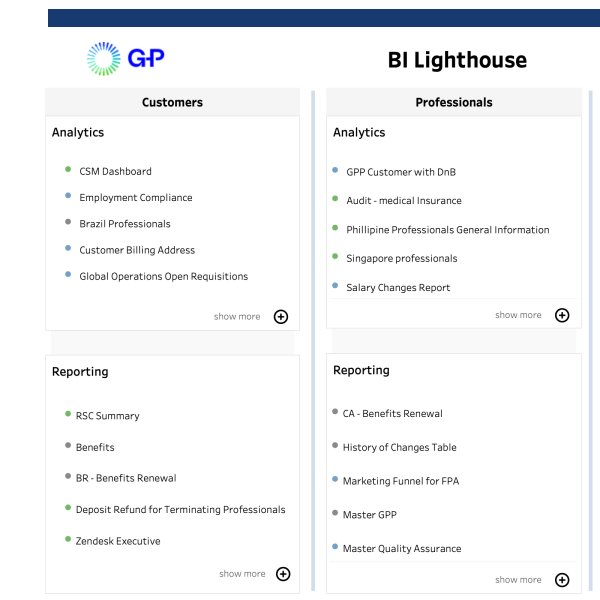 G-P
BI Lighthouse
Customers
Analytics
CSM Dashboard
Employment Compliance
Brazil Professionals
Customer Billing Address
Global Operations Open Requisitions
show more
Reporting
RSC Summary
Benefits
BR - Benefits Renewal
Deposit Refund for Terminating Professionals
Zendesk Executive
show more
Professionals
Analytics
GPP Customer with DnB
Audit - medical Insurance
Phillipine Professionals General Information
Singapore professionals
Salary Changes Report
show more
Reporting
CA - Benefits Renewal
History of Changes Table
Marketing Funnel for FPA
Master GPP
Master Quality Assurance
show more